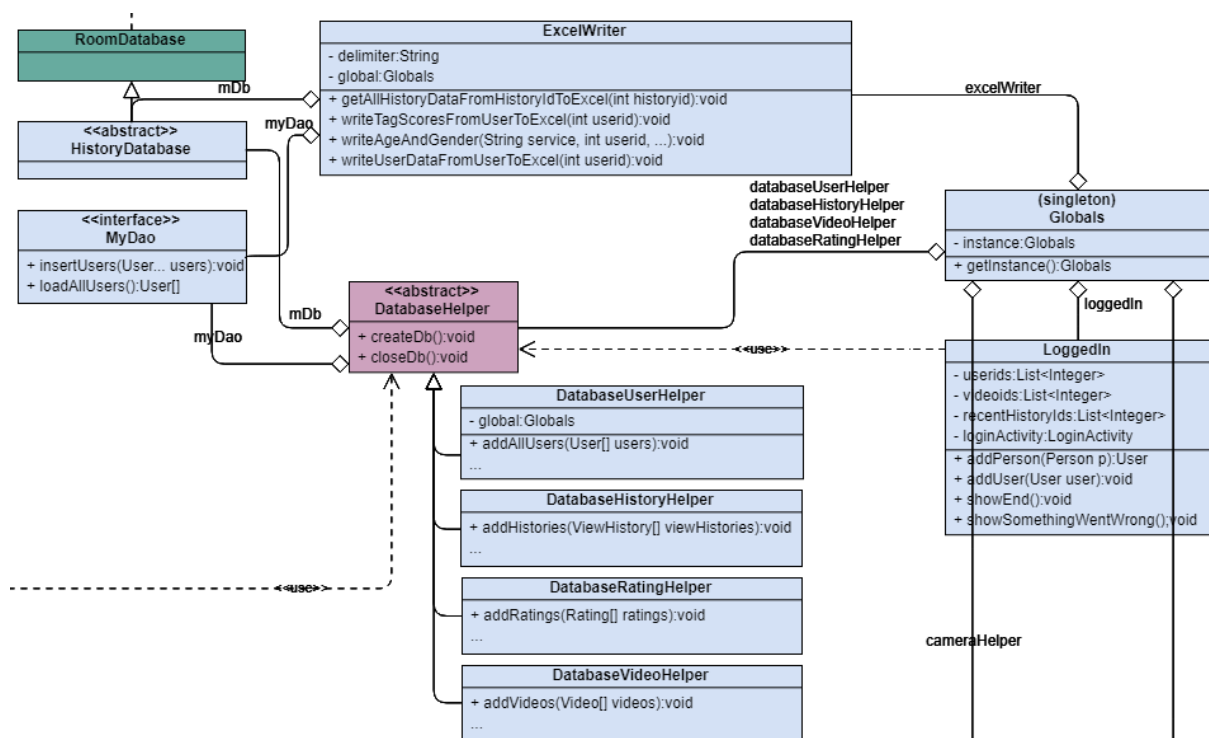 RoomDatabase
mDb
<<abstract>>
HistoryDatabase
ExcelWriter
- delimiter:String
- global:Globals
+ getAllHistoryDataFromHistoryIdToExcel(int historyid):void
+ writeTagScoresFromUserToExcel(int userid):void
+ writeAgeAndGender(String service, int userid, ...):void
+ writeUserDataFromUserToExcel(int userid):void
excelWriter
myDao
<<interface>>
MyDao
+ insertUsers(User... users):void
+ loadAllUsers():User[]
databaseUserHelper
databaseHistoryHelper
databaseVideoHelper
databaseRatingHelper
(singleton)
Globals
- instance:Globals
+ getInstance():Globals
mDb
myDao
<<abstract>>
DatabaseHelper
+ createDb():void
+ closeDb():void
loggedIn
<<use>>
LoggedIn
- userids:List<Integer>
- videoids:List<Integer>
- recentHistoryIds:List<Integer>
- loginActivity:LoginActivity
+ addPerson(Person p):User
+ addUser(User user):void
+ showEnd():void
+ showSomethingWentWrong();void
DatabaseUserHelper
- global:Globals
+ addAllUsers(User[] users):void
...
DatabaseHistoryHelper
+ addHistories(ViewHistory[] viewHistories):void
...
<<use>>
DatabaseRatingHelper
+ addRatings(Rating[] ratings):void
...
cameraHelper
DatabaseVideoHelper
+ addVideos(Video[] videos):void
...